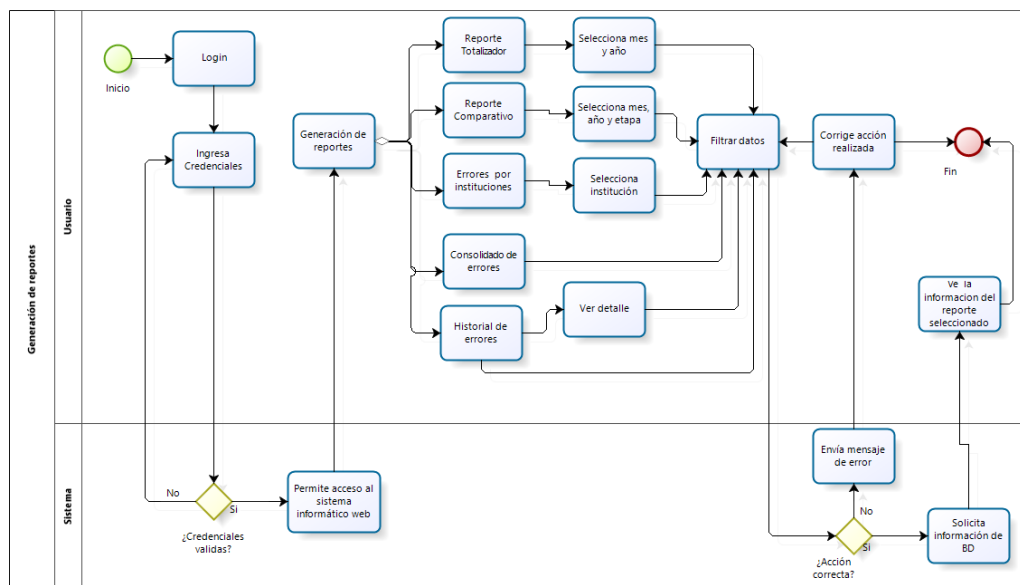 Generación de reportes
Usuario
Sistema
Inicio
Login
Ingresa
Credenciales
No
Si
¿Credenciales
validas?
Permite acceso al
sistema
informático web
Generación de
reportes
Reporte
Totalizador
Selecciona mes
y año
Reporte
Comparativo
Selecciona mes,
año y etapa
Errores por
instituciones
Selecciona
institución
Consolidado de
errores
Historial de
errores
Ver detalle
Filtrar datos
Corrige acción
realizada
Fin
Ve la
informacion del
reporte
seleccionado
Envía mensaje
de error
No
Si
¿Acción
correcta?
Solicita
información de
BD